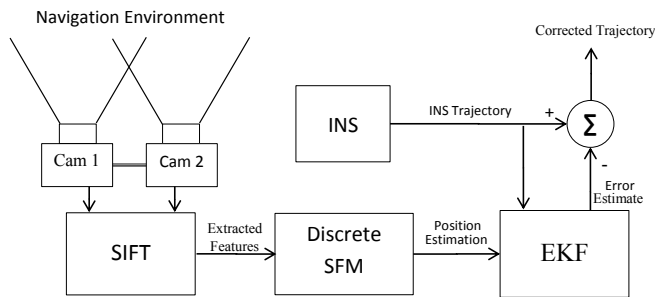 Navigation Environment
Corrected Trajectory
Cam 1
Cam 2
INS
INS Trajectory
+
Σ
-
Error
Estimate
SIFT
Extracted
Features
Discrete
SFM
Position
Estimation
EKF